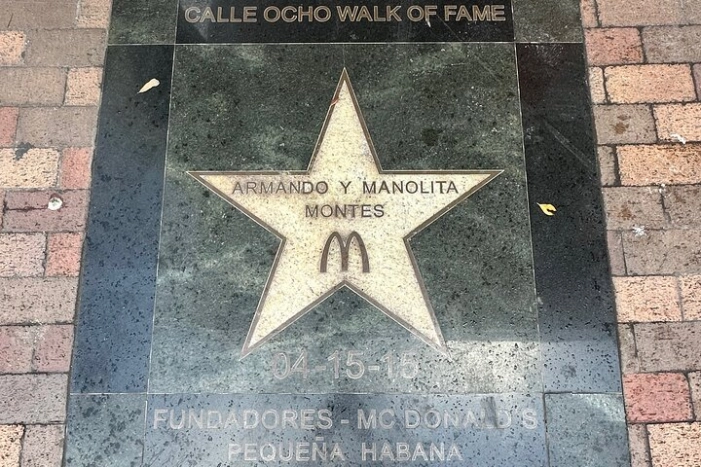 CALLE OCHO WALK OF FAME
ARMANDO Y MANOLITA
MONTES
M
04-15-15
FUNDADORES - MC DONALD'S
PEQUEÑA HABANA